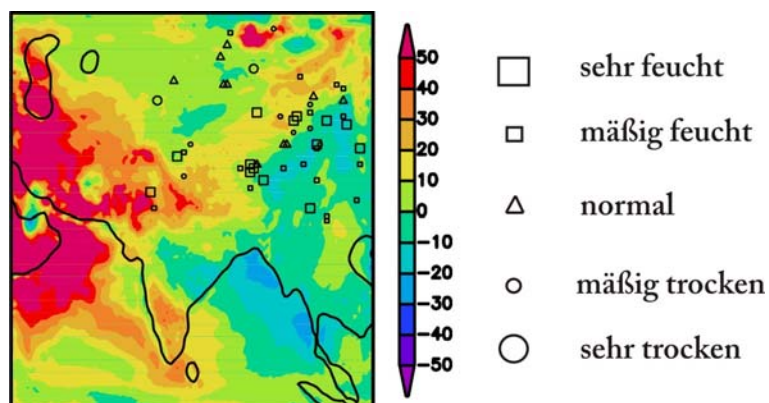 50
40
30
20
10
0
−10
−20
−30
−40
−50
sehr feucht
mäßig feucht
normal
mäßig trocken
sehr trocken